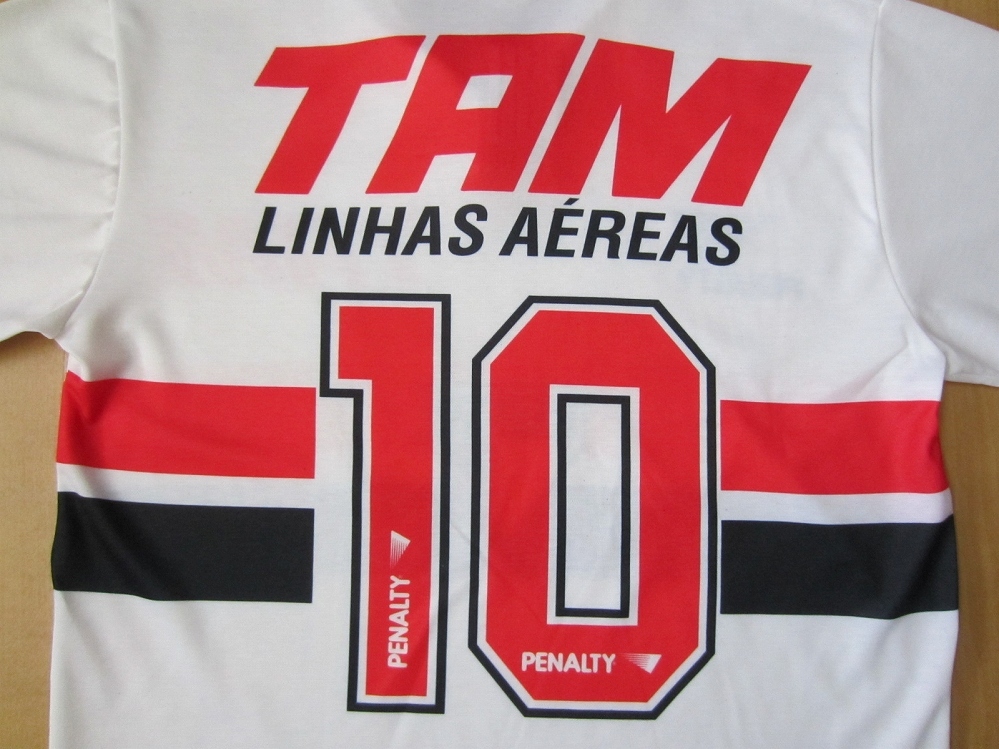 TAM
LINHAS AÉREAS
10
PENALTY
PENALTY